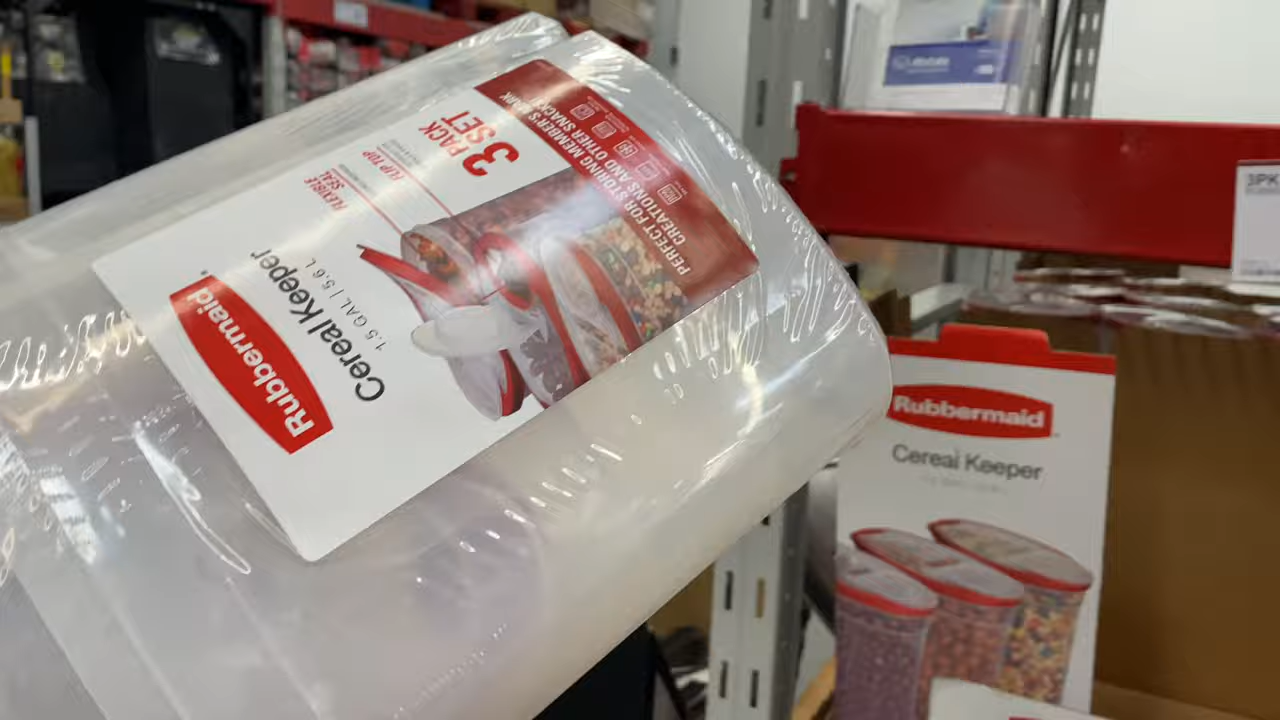 Rubbermaid
Cereal Keeper
1.5 GAL | 5.6 L
FLEXIBLE
SEAL
FLIP TOP
3 PACK
SET
PERFECT FOR STORING MEMBER'S MARK
CREATIONS AND OTHER SNACKS
3PK
Rubbermaid
Cereal Keeper